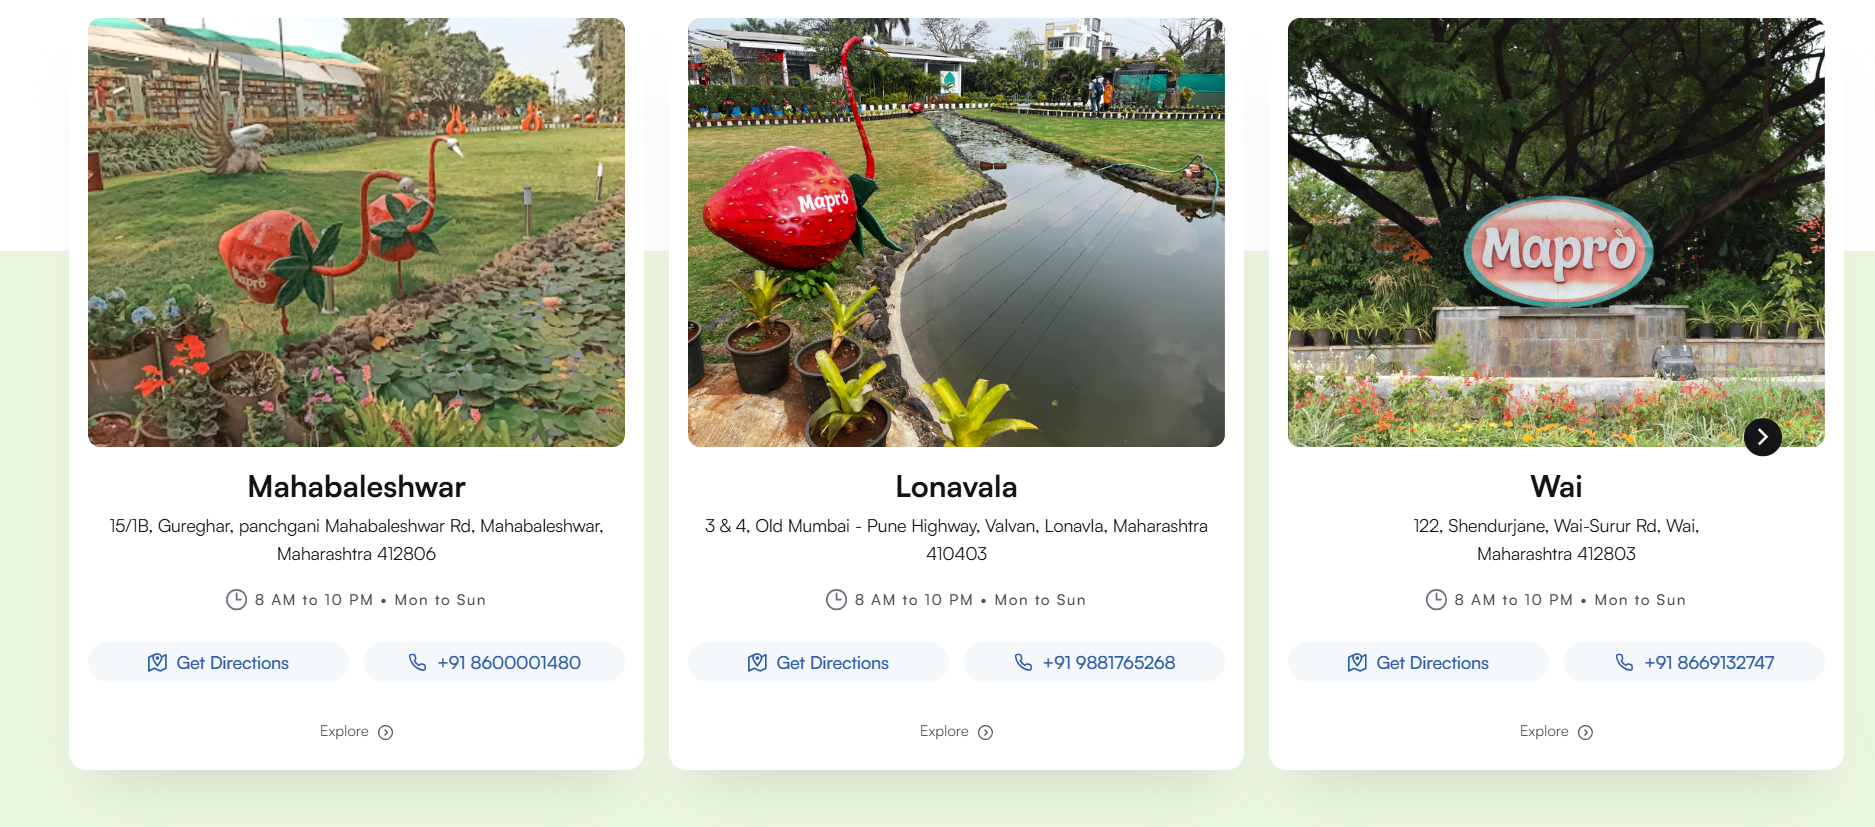 Mapro
Mapro
Maprò
Mahabaleshwar
15/1B, Gureghar, panchgani Mahabaleshwar Rd, Mahabaleshwar,
Maharashtra 412806
8 AM to 10 PM • Mon to Sun
Get Directions
+91 8600001480
Explore
Lonavala
3 & 4, Old Mumbai - Pune Highway, Valvan, Lonavla, Maharashtra
410403
8 AM to 10 PM • Mon to Sun
Get Directions
+91 9881765268
Explore
Wai
122, Shendurjane, Wai-Surur Rd, Wai,
Maharashtra 412803
8 AM to 10 PM • Mon to Sun
Get Directions
+91 8669132747
Explore